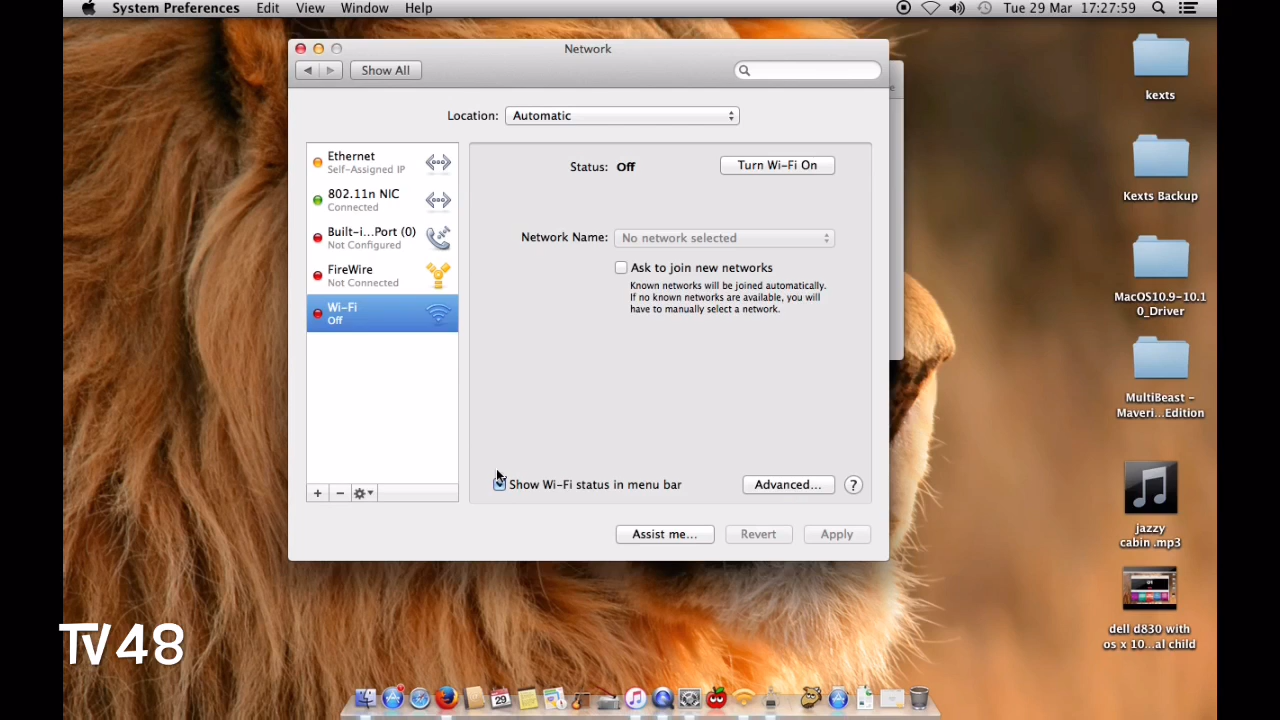 System Preferences Edit View Window Help
Tue 29 Mar 17:27:59
Network
Show All
Location: Automatic
Ethernet
Self-Assigned IP
802.11n NIC
Connected
Built-i...Port (0)
Not Configured
FireWire
Not Connected
Wi-Fi
Off
Status: Off
Turn Wi-Fi On
Network Name: No network selected
Ask to join new networks
Known networks will be joined automatically.
If no known networks are available, you will
have to manually select a network.
Show Wi-Fi status in menu bar
Advanced...
?
Assist me...
Revert
Apply
kexts
Kexts Backup
MacOS10.9-10.1
0_Driver
MultiBeast -
Maveri...Edition
jazzy
cabin .mp3
dell d830 with
os x 10...al child
TV48
29